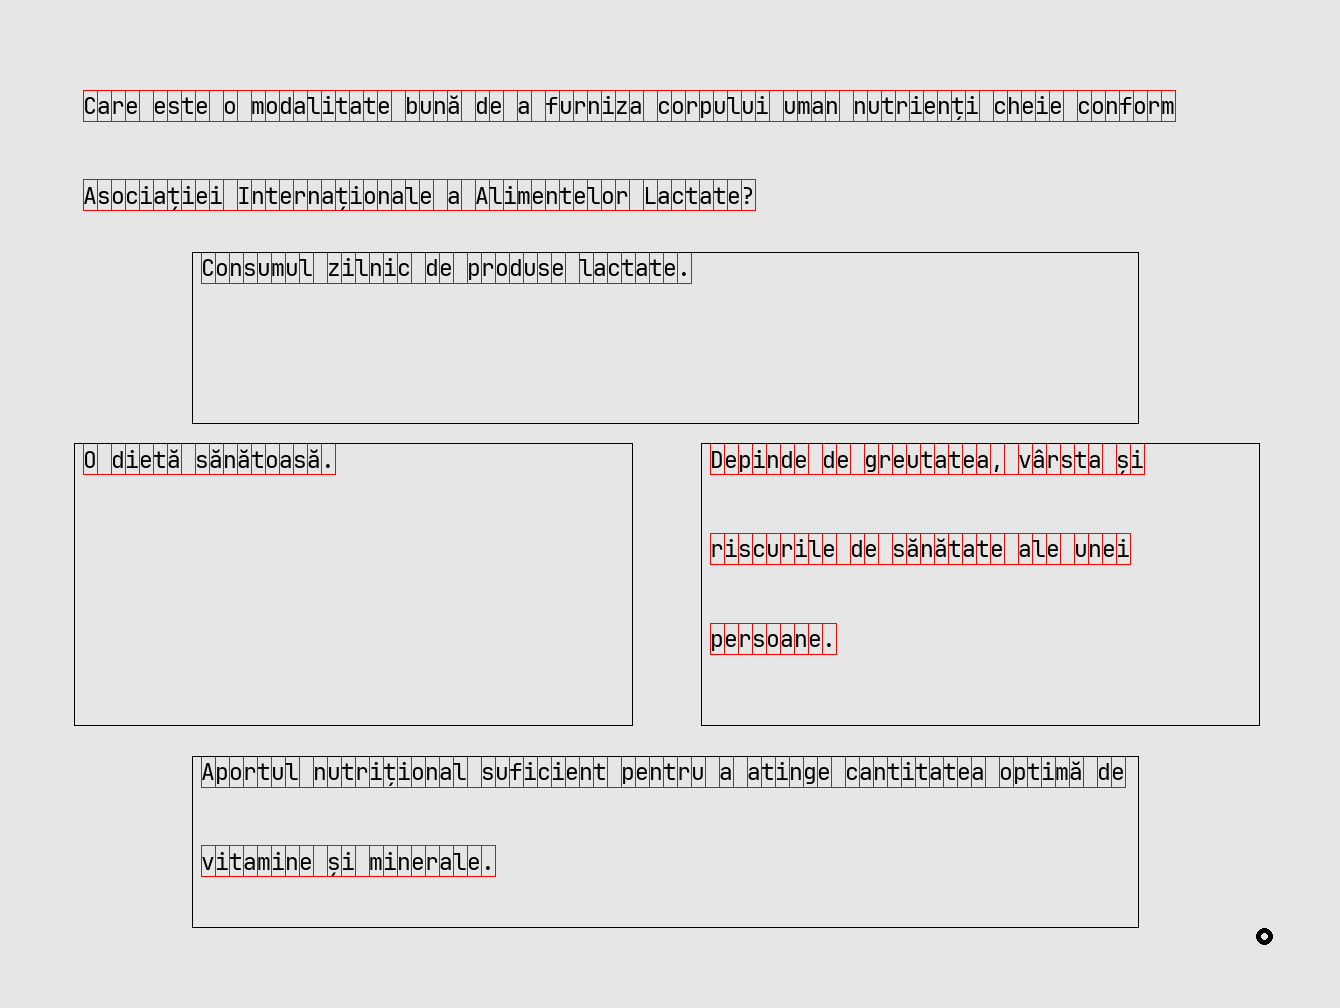 Care este o modalitate bună de a furniza corpului uman nutrienți cheie conform
Asociației Internaționale a Alimentelor Lactate?
Consumul zilnic de produse lactate.
O dietă sănătoasă.
Depinde de greutatea, vârsta și
riscurile de sănătate ale unei
persoane.
Aportul nutrițional suficient pentru a atinge cantitatea optimă de
vitamine și minerale.